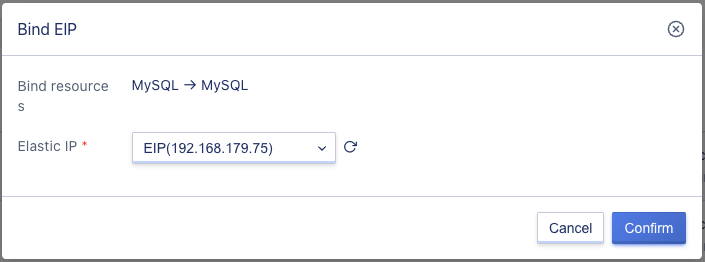 Bind EIP
Bind resource MySQL → MySQL
s
Elastic IP * EIP(192.168.179.75)
Cancel Confirm